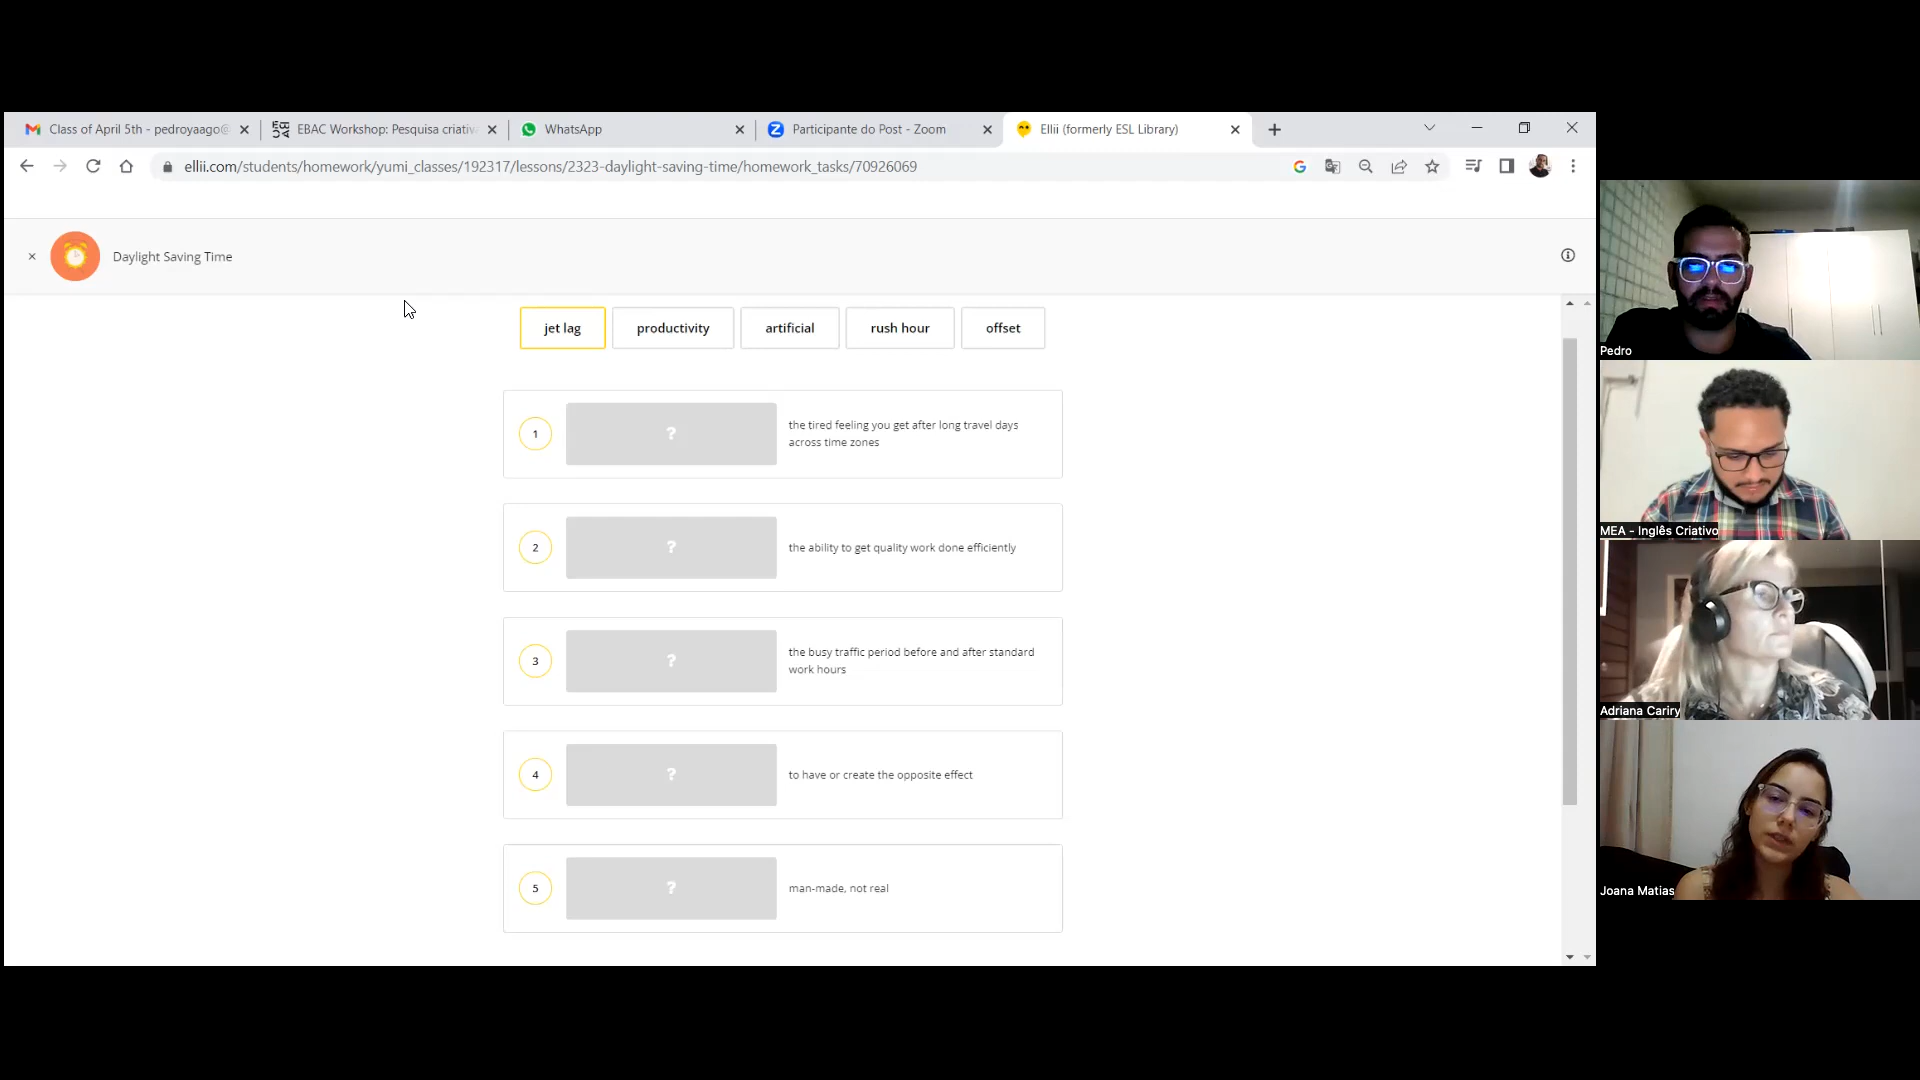 Class of April 5th - pedroyaago@
EBAC Workshop: Pesquisa criativ
WhatsApp
Participante do Post - Zoom
Ellii (formerly ESL Library)
ellii.com/students/homework/yumi_classes/192317/lessons/2323-daylight-saving-time/homework_tasks/70926069
Daylight Saving Time
jet lag
productivity
artificial
rush hour
offset
1
?
the tired feeling you get after long travel days
across time zones
2
?
the ability to get quality work done efficiently
3
?
the busy traffic period before and after standard
work hours
4
?
to have or create the opposite effect
5
?
man-made, not real
Pedro
MEA - Inglês Criativo
Adriana Cariry
Joana Matias